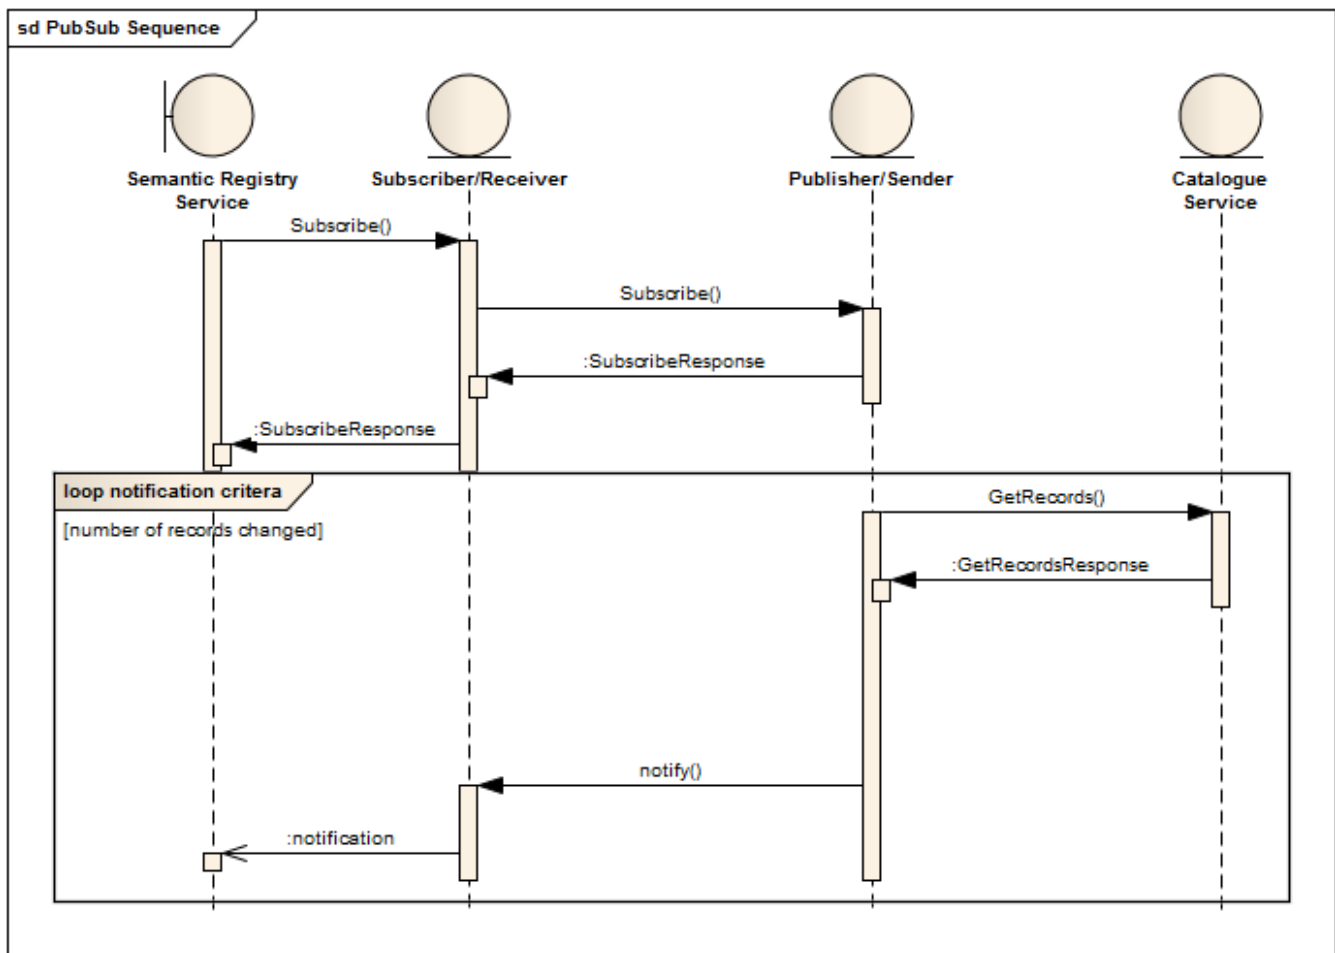 sd PubSub Sequence
Semantic Registry
Service
Subscriber/Receiver
Publisher/Sender
Catalogue
Service
Subscribe()
Subscribe()
:SubscribeResponse
:SubscribeResponse
loop notification critera
[number of records changed]
GetRecords()
:GetRecordsResponse
notify()
:notification